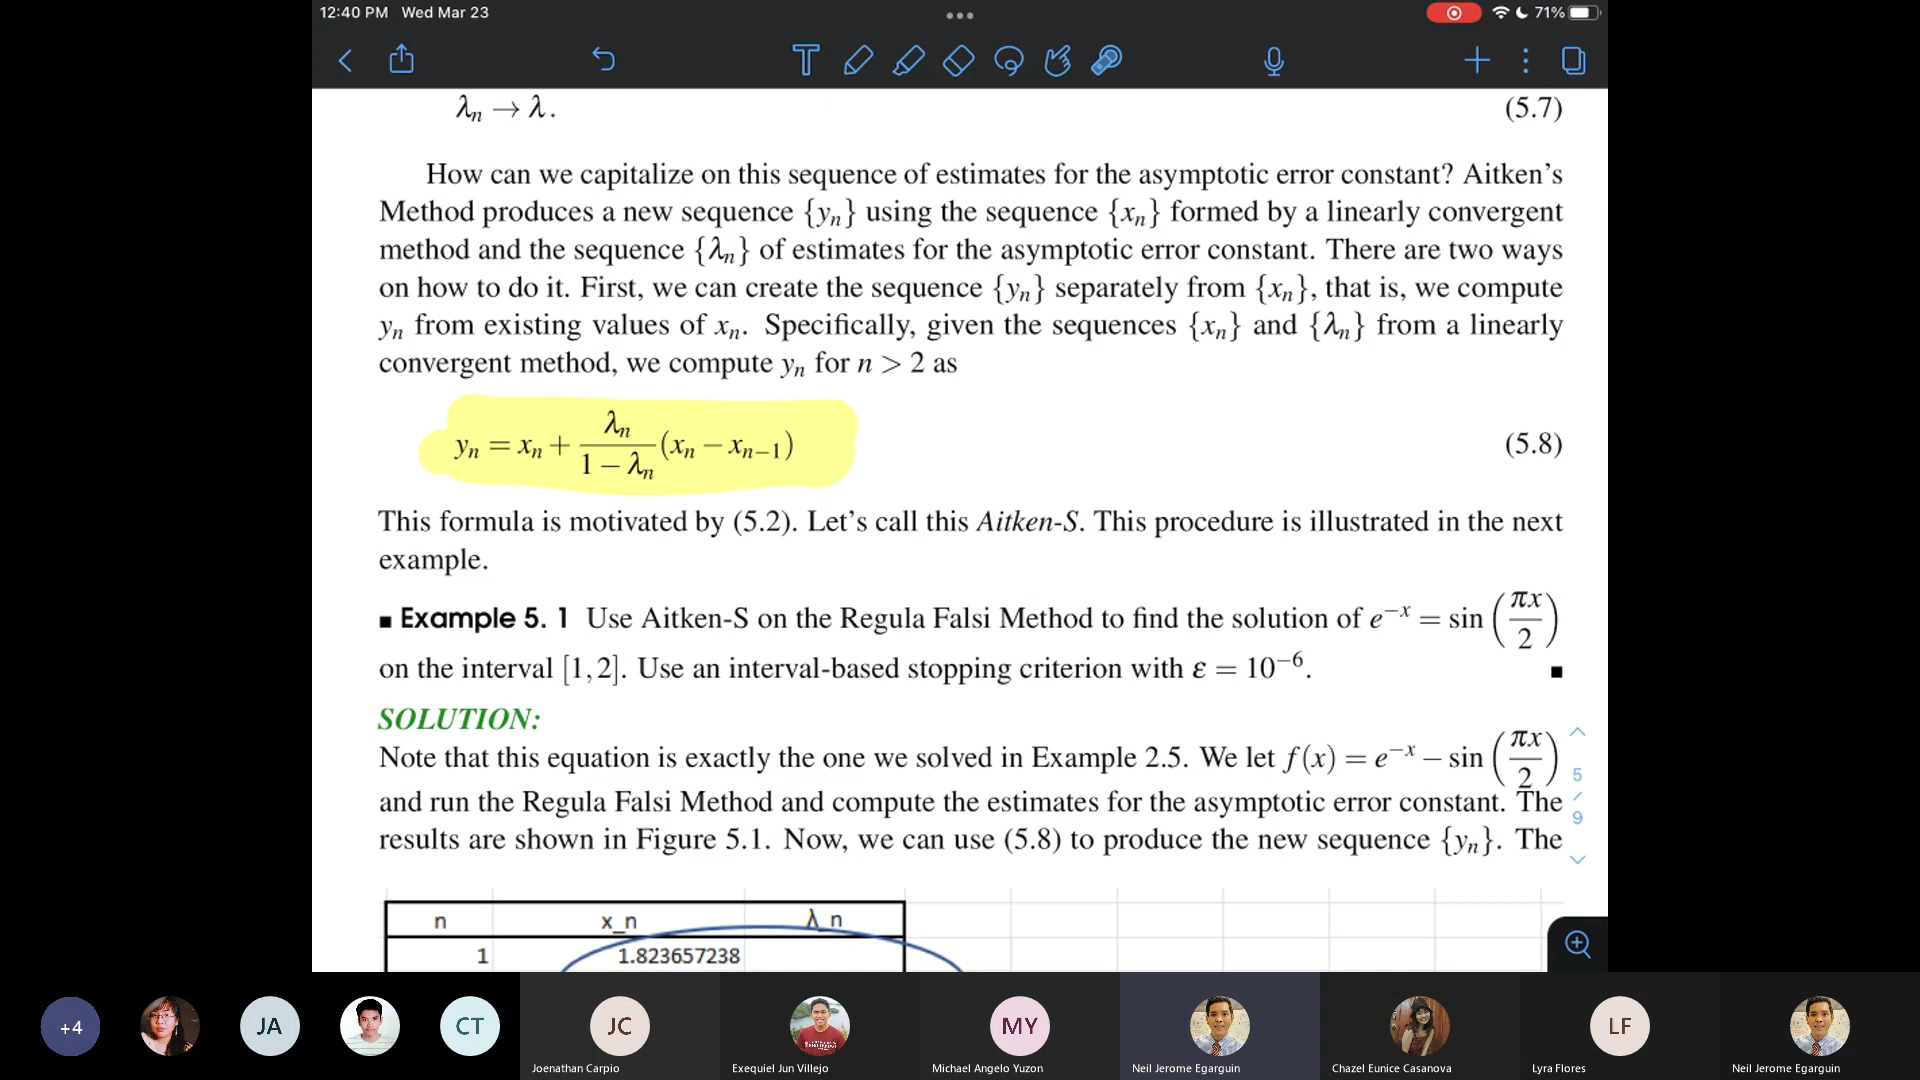 12:40 PM Wed Mar 23
71%
λn → λ. (5.7)
How can we capitalize on this sequence of estimates for the asymptotic error constant? Aitken's
Method produces a new sequence {yn} using the sequence {xn} formed by a linearly convergent
method and the sequence {λn} of estimates for the asymptotic error constant. There are two ways
on how to do it. First, we can create the sequence {yn} separately from {xn}, that is, we compute
yn from existing values of xn. Specifically, given the sequences {xn} and {λn} from a linearly
convergent method, we compute yn for n > 2 as
yn = xn + λn / (1 − λn) (xn − xn−1) (5.8)
This formula is motivated by (5.2). Let's call this Aitken-S. This procedure is illustrated in the next
example.
■ Example 5. 1 Use Aitken-S on the Regula Falsi Method to find the solution of e^−x = sin (πx/2)
on the interval [1,2]. Use an interval-based stopping criterion with ε = 10^−6. ■
SOLUTION:
Note that this equation is exactly the one we solved in Example 2.5. We let f(x) = e^−x − sin (πx/2)
and run the Regula Falsi Method and compute the estimates for the asymptotic error constant. The
results are shown in Figure 5.1. Now, we can use (5.8) to produce the new sequence {yn}. The
5
/
9
n x_n λ_n
1 1.823657238
+4 JA CT JC MY LF
Joenathan Carpio Exequiel Jun Villejo Michael Angelo Yuzon Neil Jerome Egarguin Chazel Eunice Casanova Lyra Flores Neil Jerome Egarguin